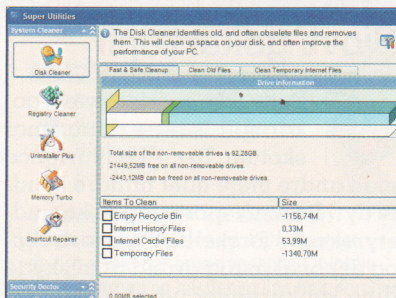 Super Utilities
System Cleaner
Disk Cleaner
Registry Cleaner
Uninstaller Plus
Memory Turbo
Shortcut Repairer
Security Doctor
The Disk Cleaner identifies old, and often obselete files and removes
them. This will clean up space on your disk, and often improve the
performance of your PC.
Fast & Safe Cleanup
Clean Old Files
Clean Temporary Internet Files
Drive information
Total size of the non-removeable drives is 92,28GB.
21449,52MB free on all non-removeable drives.
-2443,12MB can be freed on all non-removeable drives.
Items To Clean Size
Empty Recycle Bin -1156,74M
Internet History Files 0,33M
Internet Cache Files 53,99M
Temporary Files -1340,70M
0,00MB selected